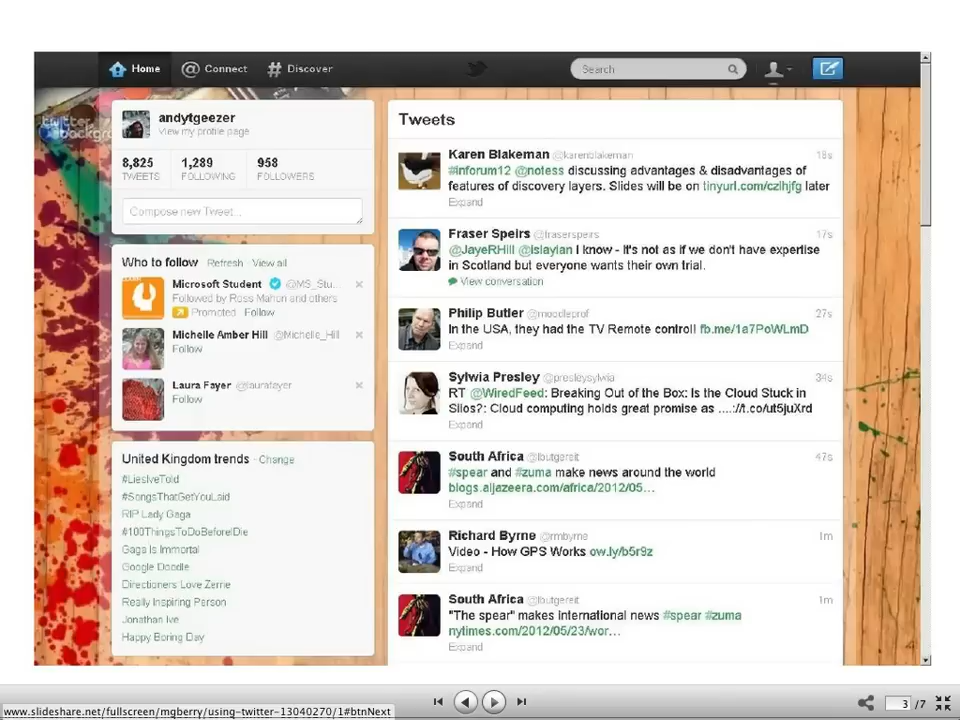 Home
Connect
Discover
Search
andytgeezer
View my profile page
8,825
TWEETS
1,289
FOLLOWING
958
FOLLOWERS
Compose new Tweet...
Who to follow
Refresh · View all
Microsoft Student @MS_Stu...
Followed by Ross Mahon and others
Promoted · Follow
Michelle Amber Hill @Michelle_Hill
Follow
Laura Fayer @laurafayer
Follow
United Kingdom trends · Change
#LiesIveTold
#SongsThatGetYouLaid
RIP Lady Gaga
#100ThingsToDoBeforeIDie
Gaga Is Immortal
Google Doodle
Directioners Love Zerrie
Really Inspiring Person
Jonathan Ive
Happy Boring Day
Tweets
Karen Blakeman @karenblakeman 16s
#inforum12 @notess discussing advantages & disadvantages of
features of discovery layers. Slides will be on tinyurl.com/czlhjfg later
Expand
Fraser Speirs @fraserspeirs 17s
@JayeRHill @islayian I know - it's not as if we don't have expertise
in Scotland but everyone wants their own trial.
View conversation
Philip Butler @moodleprof 27s
In the USA, they had the TV Remote control! fb.me/1a7PoWLmD
Expand
Sylwia Presley @presleysylwia 34s
RT @WiredFeed: Breaking Out of the Box: Is the Cloud Stuck in
Silos?: Cloud computing holds great promise as ....://t.co/ut5juXrd
Expand
South Africa @lbutgereit 47s
#spear and #zuma make news around the world
blogs.aljazeera.com/africa/2012/05...
Expand
Richard Byrne @rmbyrne 1m
Video - How GPS Works ow.ly/b5r9z
Expand
South Africa @lbutgereit 1m
"The spear" makes international news #spear #zuma
nytimes.com/2012/05/23/wor...
Expand
www.slideshare.net/fullscreen/mgberry/using-twitter-13040270/1#btnNext
3 /7